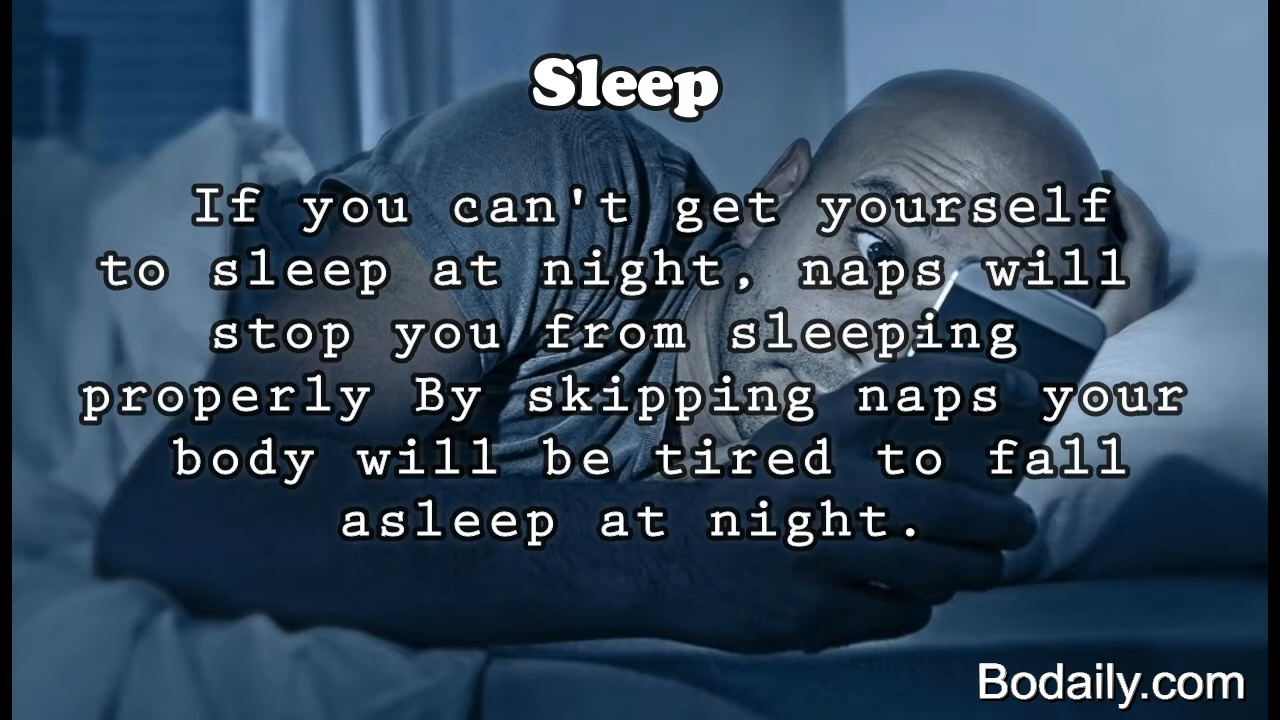 Sleep
If you can't get yourself
to sleep at night, naps will
stop you from sleeping
properly By skipping naps your
body will be tired to fall
asleep at night.
Bodaily.com